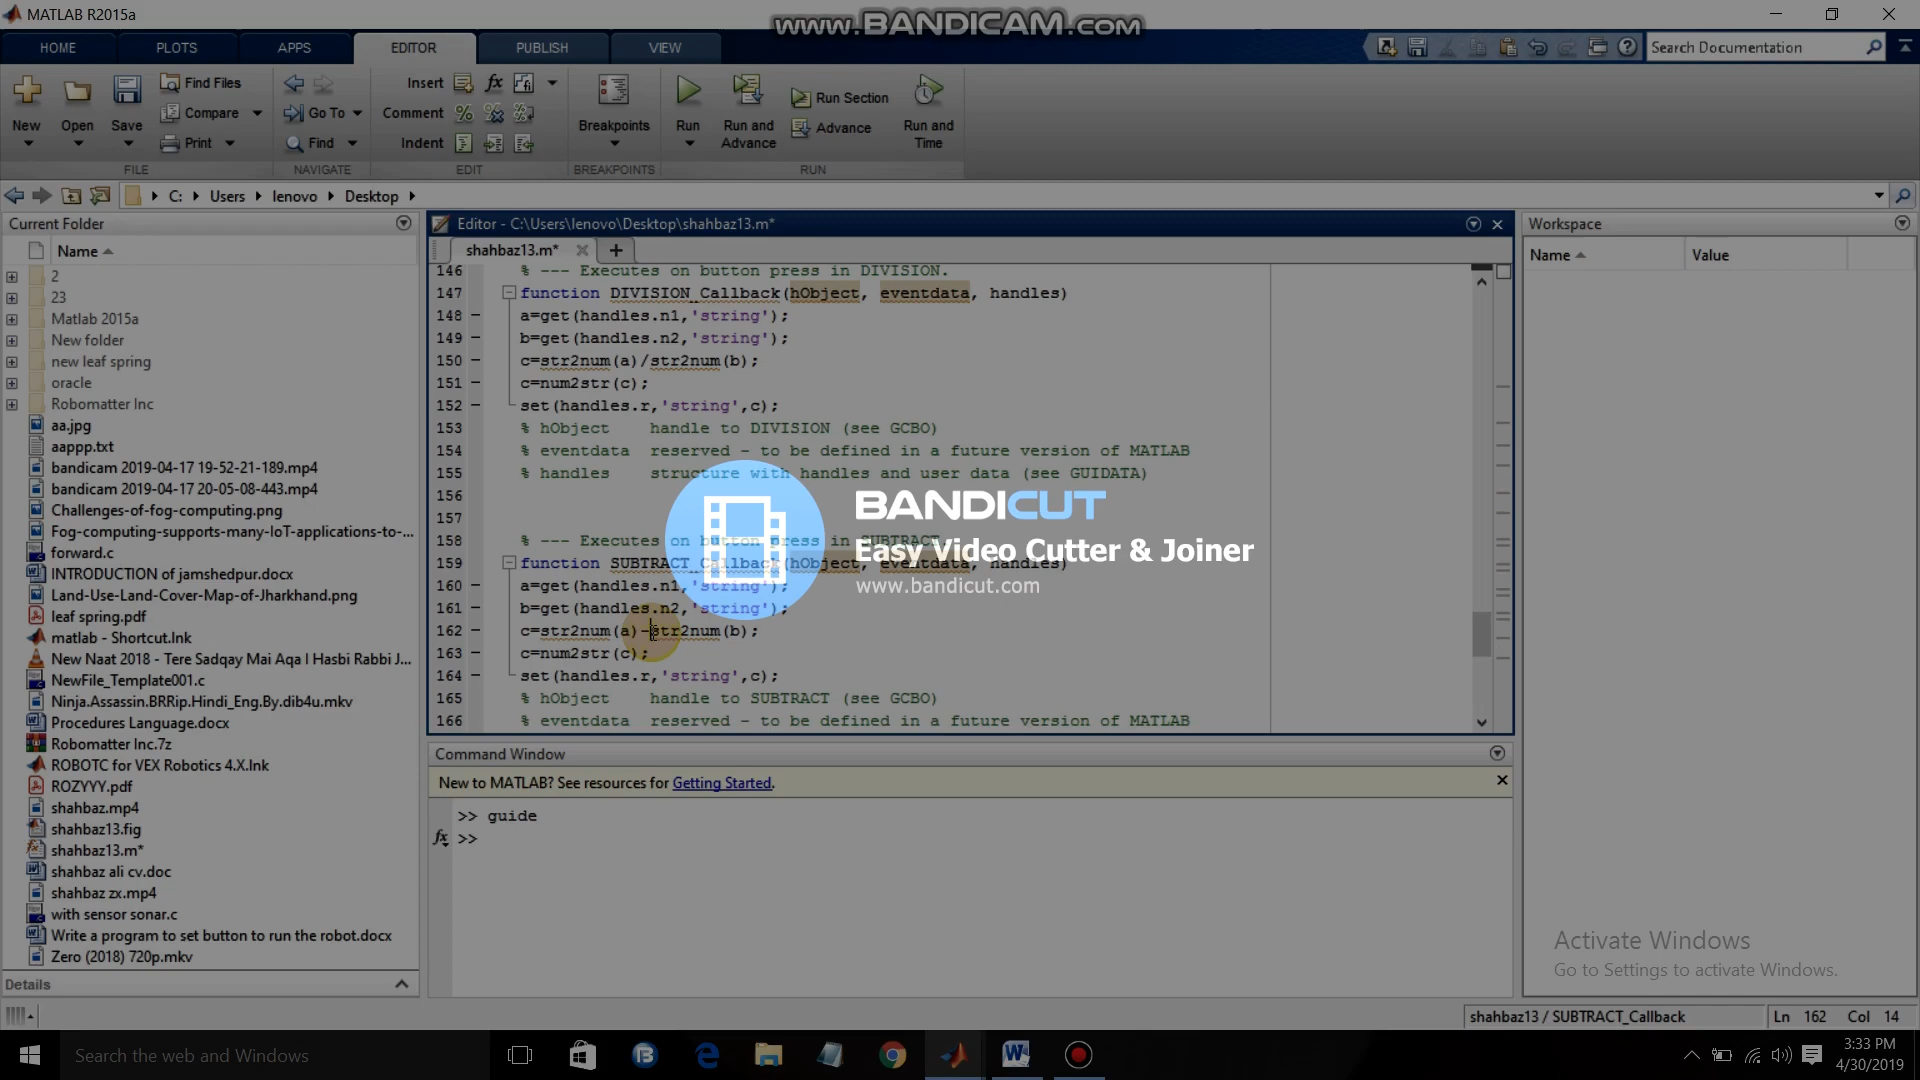 MATLAB R2015a
www.BANDICAM.com
HOME PLOTS APPS EDITOR PUBLISH VIEW
Search Documentation
New
Open
Save
Find Files
Compare
Print
FILE
Go To
Find
NAVIGATE
Insert
Comment
Indent
EDIT
Breakpoints
BREAKPOINTS
Run
Run and
Advance
Run Section
Advance
Run and
Time
RUN
C: Users lenovo Desktop
Current Folder
Name
2
23
Matlab 2015a
New folder
new leaf spring
oracle
Robomatter Inc
aa.jpg
aappp.txt
bandicam 2019-04-17 19-52-21-189.mp4
bandicam 2019-04-17 20-05-08-443.mp4
Challenges-of-fog-computing.png
Fog-computing-supports-many-IoT-applications-to-...
forward.c
INTRODUCTION of jamshedpur.docx
Land-Use-Land-Cover-Map-of-Jharkhand.png
leaf spring.pdf
matlab - Shortcut.lnk
New Naat 2018 - Tere Sadqay Mai Aqa l Hasbi Rabbi J...
NewFile_Template001.c
Ninja.Assassin.BRRip.Hindi_Eng.By.dib4u.mkv
Procedures Language.docx
Robomatter Inc.7z
ROBOTC for VEX Robotics 4.X.lnk
ROZYYY.pdf
shahbaz.mp4
shahbaz13.fig
shahbaz13.m*
shahbaz ali cv.doc
shahbaz zx.mp4
with sensor sonar.c
Write a program to set button to run the robot.docx
Zero (2018) 720p.mkv
Details
Editor - C:\Users\lenovo\Desktop\shahbaz13.m*
shahbaz13.m*
146 % --- Executes on button press in DIVISION.
147 function DIVISION_Callback(hObject, eventdata, handles)
148 a=get(handles.n1,'string');
149 b=get(handles.n2,'string');
150 c=str2num(a)/str2num(b);
151 c=num2str(c);
152 set(handles.r,'string',c);
153 % hObject    handle to DIVISION (see GCBO)
154 % eventdata  reserved - to be defined in a future version of MATLAB
155 % handles    structure with handles and user data (see GUIDATA)
156
157
158 % --- Executes on button press in SUBTRACT.
159 function SUBTRACT_Callback(hObject, eventdata, handles)
160 a=get(handles.n1,'string');
161 b=get(handles.n2,'string');
162 c=str2num(a)-str2num(b);
163 c=num2str(c);
164 set(handles.r,'string',c);
165 % hObject    handle to SUBTRACT (see GCBO)
166 % eventdata  reserved - to be defined in a future version of MATLAB
BANDICUT
Easy Video Cutter & Joiner
www.bandicut.com
Command Window
New to MATLAB? See resources for Getting Started.
>> guide
fx >>
Workspace
Name Value
Activate Windows
Go to Settings to activate Windows.
shahbaz13 / SUBTRACT_Callback Ln 162 Col 14
Search the web and Windows
3:33 PM
4/30/2019